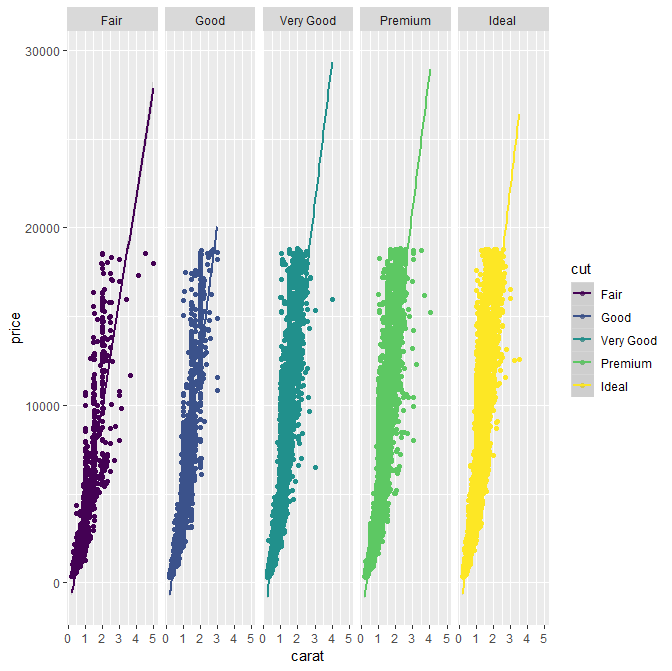 Fair Good Very Good Premium Ideal
30000
20000
10000
0
price
0 1 2 3 4 5 0 1 2 3 4 5 0 1 2 3 4 5 0 1 2 3 4 5 0 1 2 3 4 5
carat
cut
Fair
Good
Very Good
Premium
Ideal